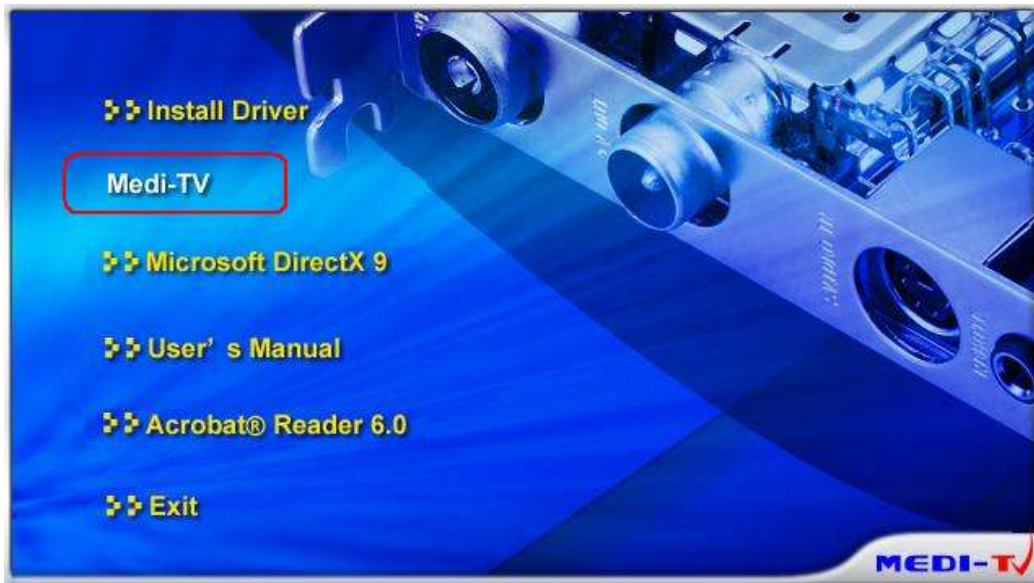 Install Driver
Medi-TV
Microsoft DirectX 9
User’s Manual
Acrobat® Reader 6.0
Exit
MEDI-TV